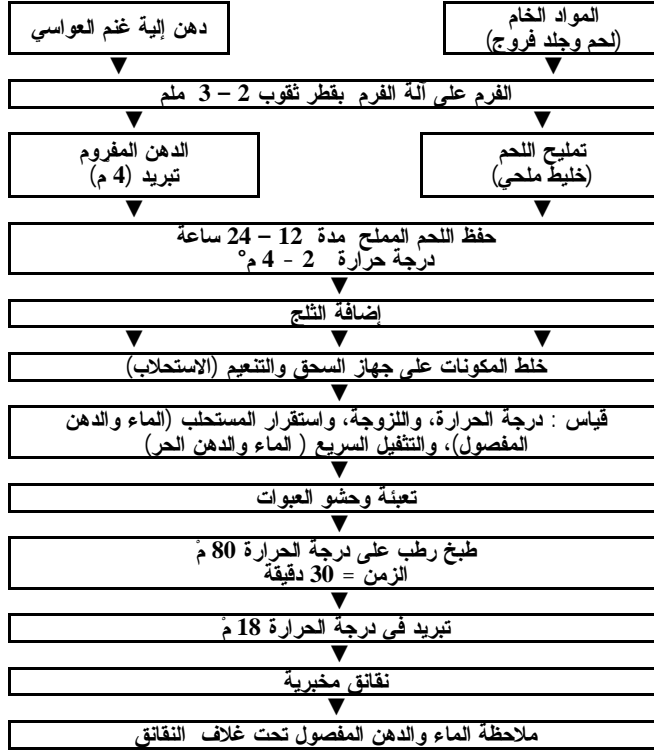 المواد الخام
(لحم وجلد فروج)
دهن إلية غنم العواسي
الفرم على آلة الفرم بقطر ثقوب 2 – 3 ملم
تمليح اللحم
(خليط ملحي)
الدهن المفروم
تبريد (4 مْ)
حفظ اللحم المملح مدة 12 – 24 ساعة
درجة حرارة 2 - 4 م°
إضافة الثلج
خلط المكونات على جهاز السحق والتنعيم (الاستحلاب)
قياس : درجة الحرارة، واللزوجة، واستقرار المستحلب (الماء والدهن
المفصول)، والتثفيل السريع ( الماء والدهن الحر)
تعبئة وحشو العبوات
طبخ رطب على درجة الحرارة 80 مْ
الزمن = 30 دقيقة
تبريد في درجة الحرارة 18 مْ
نقانق مخبرية
ملاحظة الماء والدهن المفصول تحت غلاف النقانق